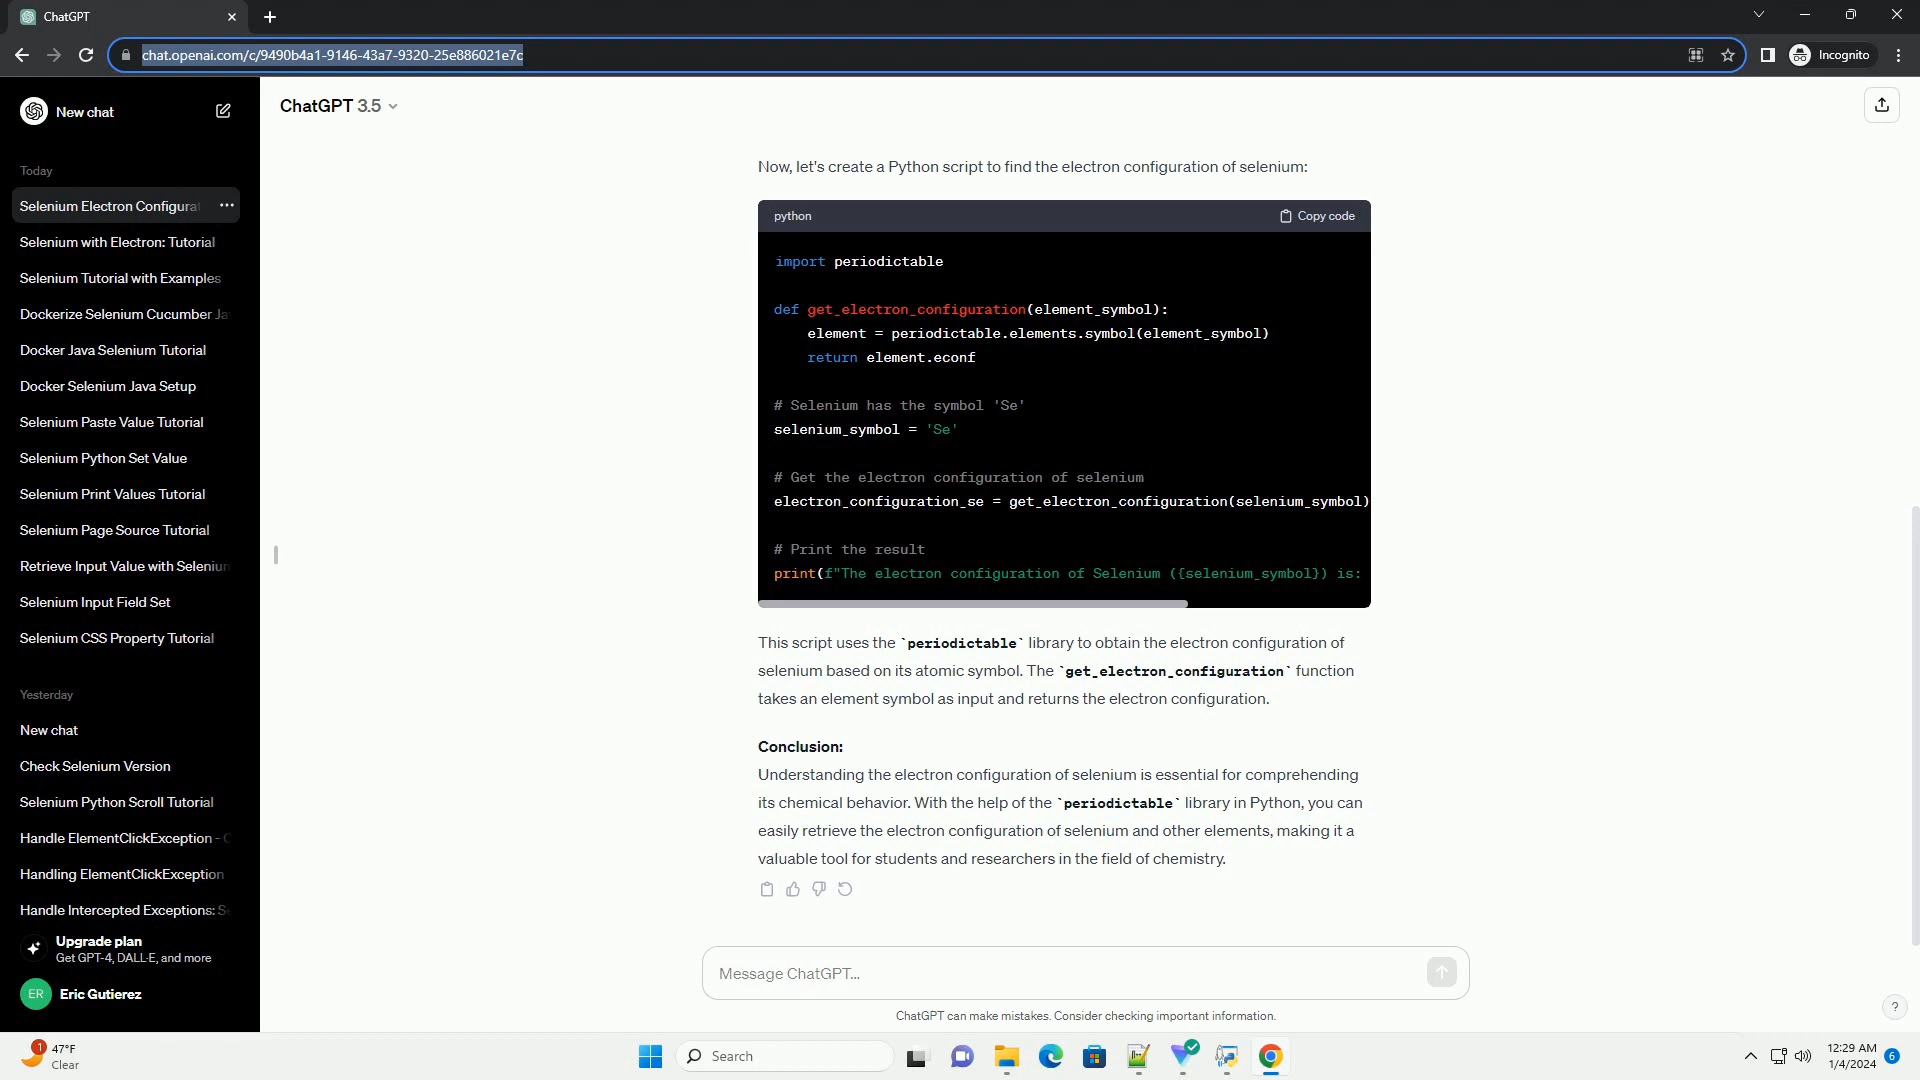 ChatGPT
chat.openai.com/c/9490b4a1-9146-43a7-9320-25e886021e7c
Incognito
New chat
Today
Selenium Electron Configurat
Selenium with Electron: Tutorial
Selenium Tutorial with Examples
Dockerize Selenium Cucumber Ja
Docker Java Selenium Tutorial
Docker Selenium Java Setup
Selenium Paste Value Tutorial
Selenium Python Set Value
Selenium Print Values Tutorial
Selenium Page Source Tutorial
Retrieve Input Value with Selenium
Selenium Input Field Set
Selenium CSS Property Tutorial
Yesterday
New chat
Check Selenium Version
Selenium Python Scroll Tutorial
Handle ElementClickException - C
Handling ElementClickException
Handle Intercepted Exceptions: Se
Upgrade plan
Get GPT-4, DALL·E, and more
ER Eric Gutierez
ChatGPT 3.5
Now, let's create a Python script to find the electron configuration of selenium:
python Copy code
import periodictable
def get_electron_configuration(element_symbol):
element = periodictable.elements.symbol(element_symbol)
return element.econf
# Selenium has the symbol 'Se'
selenium_symbol = 'Se'
# Get the electron configuration of selenium
electron_configuration_se = get_electron_configuration(selenium_symbol)
# Print the result
print(f"The electron configuration of Selenium ({selenium_symbol}) is:
This script uses the `periodictable` library to obtain the electron configuration of
selenium based on its atomic symbol. The `get_electron_configuration` function
takes an element symbol as input and returns the electron configuration.
Conclusion:
Understanding the electron configuration of selenium is essential for comprehending
its chemical behavior. With the help of the `periodictable` library in Python, you can
easily retrieve the electron configuration of selenium and other elements, making it a
valuable tool for students and researchers in the field of chemistry.
Message ChatGPT...
ChatGPT can make mistakes. Consider checking important information.
?
1
47°F
Clear
Search
12:29 AM
1/4/2024
6